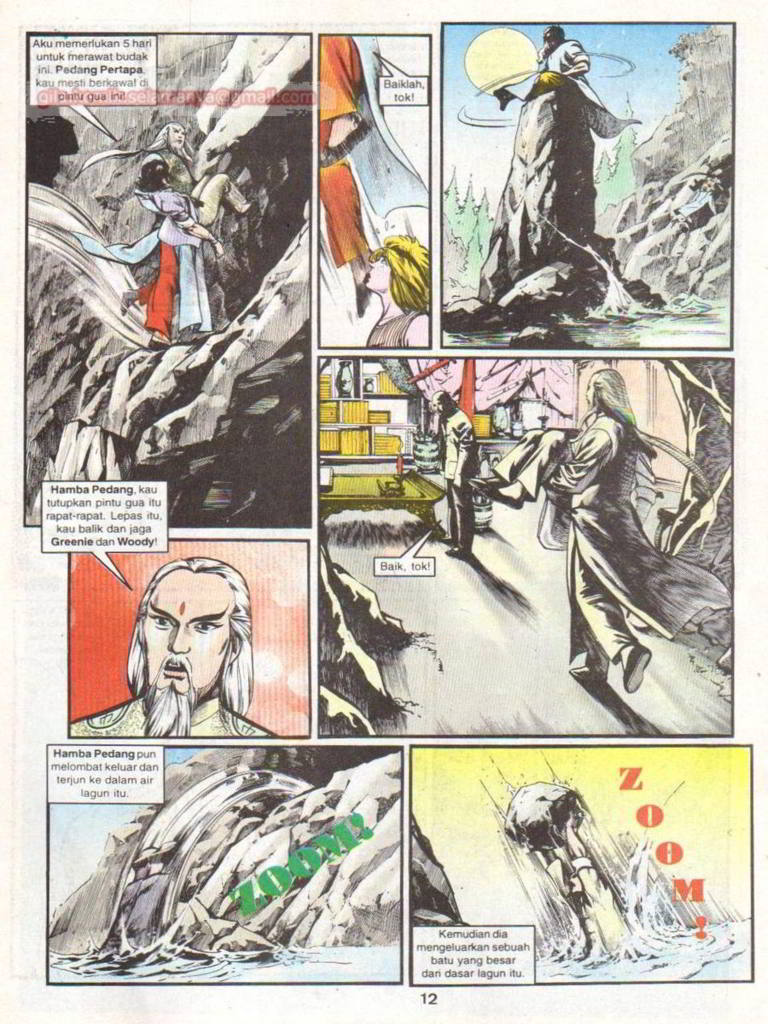 Aku memerlukan 5 hari
untuk merawat budak
ini. Pedang Pertapa,
kau mesti berkawal di
pintu gua ini!
Baiklah,
tok!
Hamba Pedang, kau
tutupkan pintu gua itu
rapat-rapat. Lepas itu,
kau balik dan jaga
Greenie dan Woody!
Baik, tok!
Hamba Pedang pun
melombat keluar dan
terjun ke dalam air
lagun itu.
ZOOM!
ZOOM!
Kemudian dia
mengeluarkan sebuah
batu yang besar
dari dasar lagun itu.
12